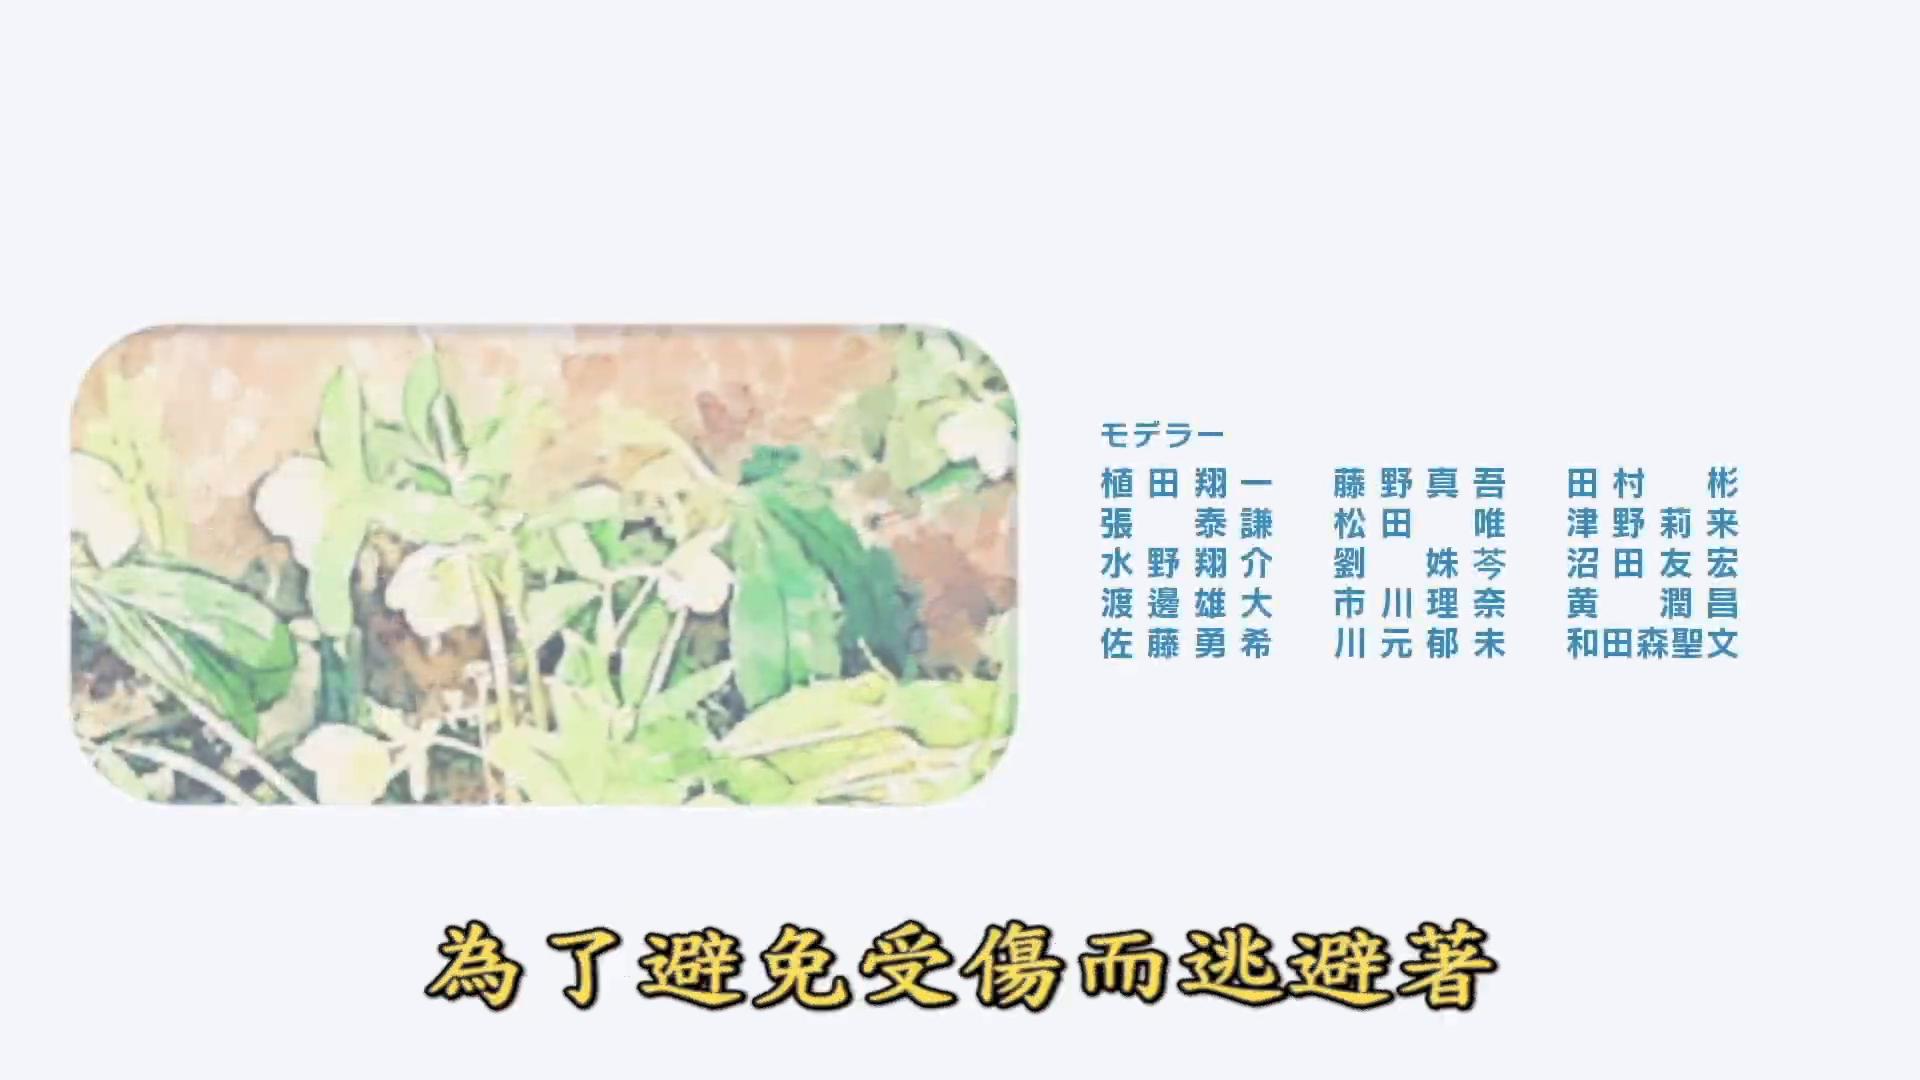 モデラー
植田翔一 藤野真吾 田村 彬
張 泰謙 松田 唯 津野莉来
水野翔介 劉 姝芩 沼田友宏
渡邊雄大 市川理奈 黄 潤昌
佐藤勇希 川元郁未 和田森聖文
為了避免受傷而逃避著